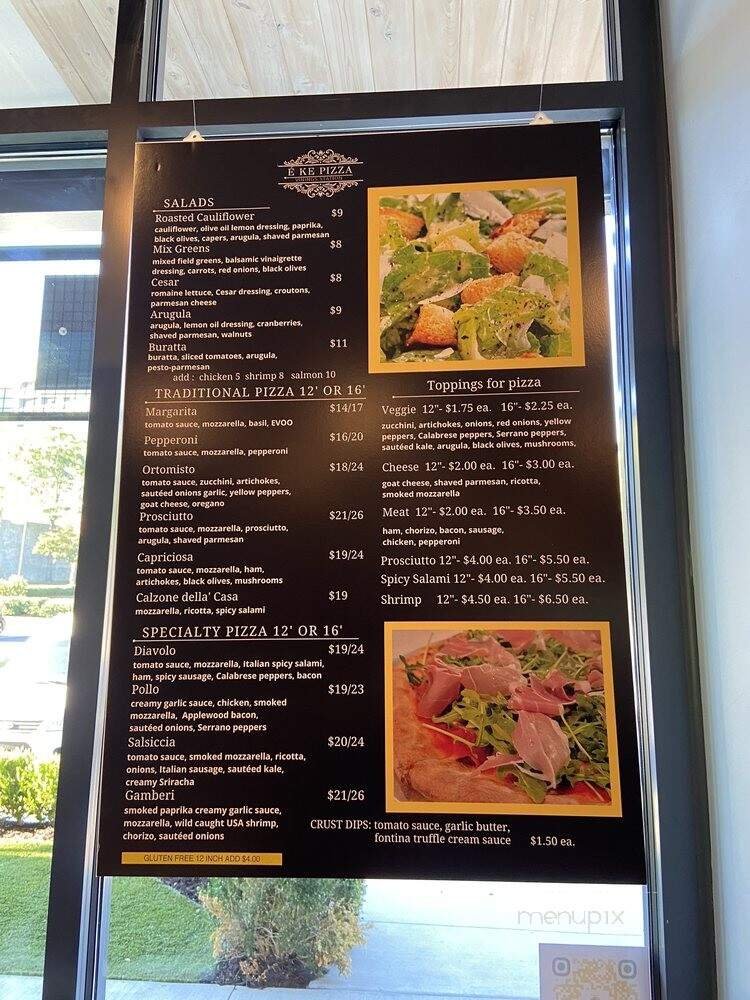 E KE PIZZA
VININGS STATION
SALADS
Roasted Cauliflower $9
cauliflower, olive oil lemon dressing, paprika,
black olives, capers, arugula, shaved parmesan
Mix Greens $8
mixed field greens, balsamic vinaigrette
dressing, carrots, red onions, black olives
Cesar $8
romaine lettuce, Cesar dressing, croutons,
parmesan cheese
Arugula $9
arugula, lemon oil dressing, cranberries,
shaved parmesan, walnuts
Buratta $11
buratta, sliced tomatoes, arugula,
pesto-parmesan
add : chicken 5 shrimp 8 salmon 10
TRADITIONAL PIZZA 12' OR 16'
Margarita $14/17
tomato sauce, mozzarella, basil, EVOO
Pepperoni $16/20
tomato sauce, mozzarella, pepperoni
Ortomisto $18/24
tomato sauce, zucchini, artichokes,
sautéed onions garlic, yellow peppers,
goat cheese, oregano
Prosciutto $21/26
tomato sauce, mozzarella, prosciutto,
arugula, shaved parmesan
Capriciosa $19/24
tomato sauce, mozzarella, ham,
artichokes, black olives, mushrooms
Calzone della' Casa $19
mozzarella, ricotta, spicy salami
SPECIALTY PIZZA 12' OR 16'
Diavolo $19/24
tomato sauce, mozzarella, Italian spicy salami,
ham, spicy sausage, Calabrese peppers, bacon
Pollo $19/23
creamy garlic sauce, chicken, smoked
mozzarella, Applewood bacon,
sautéed onions, Serrano peppers
Salsiccia $20/24
tomato sauce, smoked mozzarella, ricotta,
onions, Italian sausage, sautéed kale,
creamy Sriracha
Gamberi $21/26
smoked paprika creamy garlic sauce,
mozzarella, wild caught USA shrimp,
chorizo, sautéed onions
GLUTEN FREE 12 INCH ADD $4.00
Toppings for pizza
Veggie 12"- $1.75 ea. 16"- $2.25 ea.
zucchini, artichokes, onions, red onions, yellow
peppers, Calabrese peppers, Serrano peppers,
sautéed kale, arugula, black olives, mushrooms,
Cheese 12"- $2.00 ea. 16"- $3.00 ea.
goat cheese, shaved parmesan, ricotta,
smoked mozzarella
Meat 12"- $2.00 ea. 16"- $3.50 ea.
ham, chorizo, bacon, sausage,
chicken, pepperoni
Prosciutto 12"- $4.00 ea. 16"- $5.50 ea.
Spicy Salami 12"- $4.00 ea. 16"- $5.50 ea.
Shrimp 12"- $4.50 ea. 16"- $6.50 ea.
CRUST DIPS: tomato sauce, garlic butter,
fontina truffle cream sauce $1.50 ea.
menupix